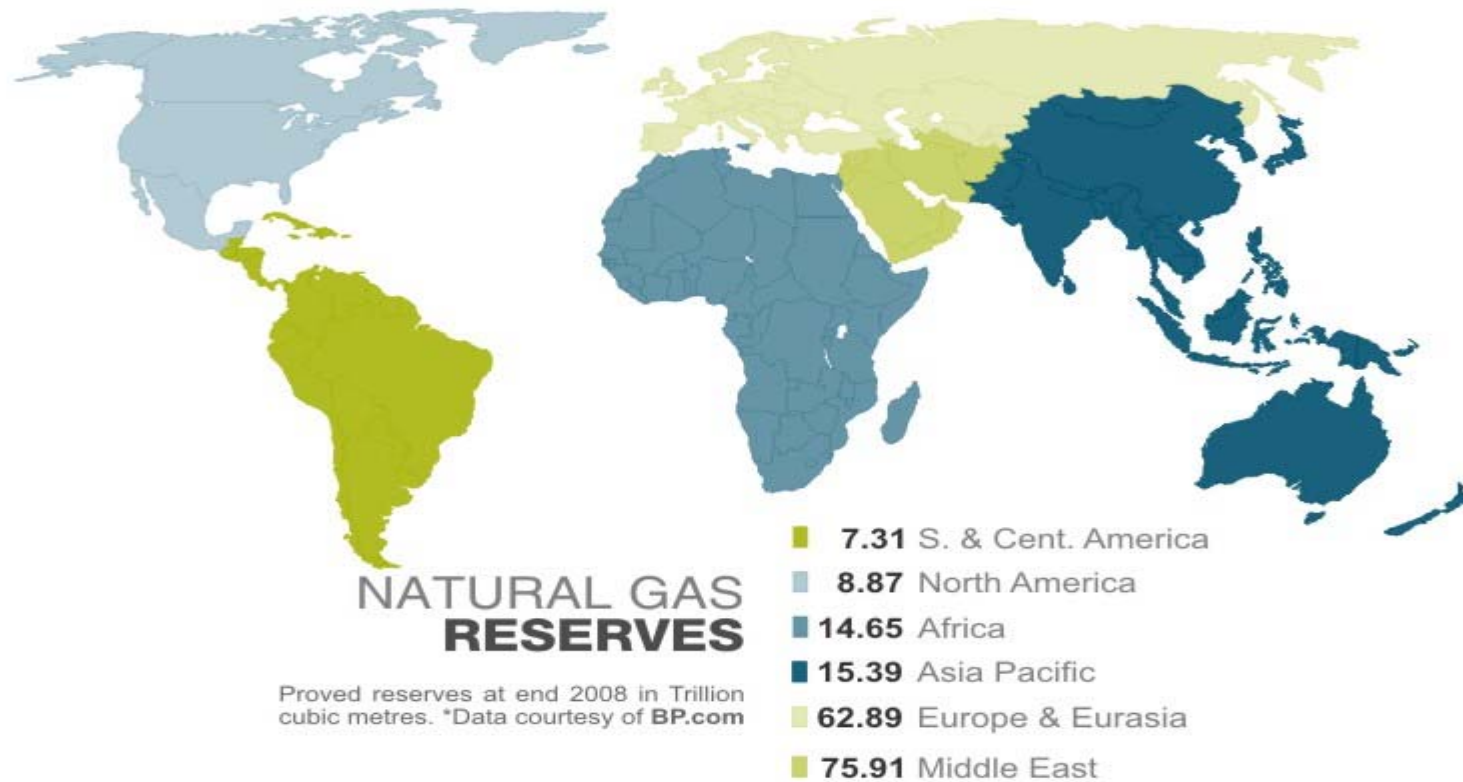 NATURAL GAS
RESERVES
Proved reserves at end 2008 in Trillion
cubic metres. *Data courtesy of BP.com
7.31 S. & Cent. America
8.87 North America
14.65 Africa
15.39 Asia Pacific
62.89 Europe & Eurasia
75.91 Middle East